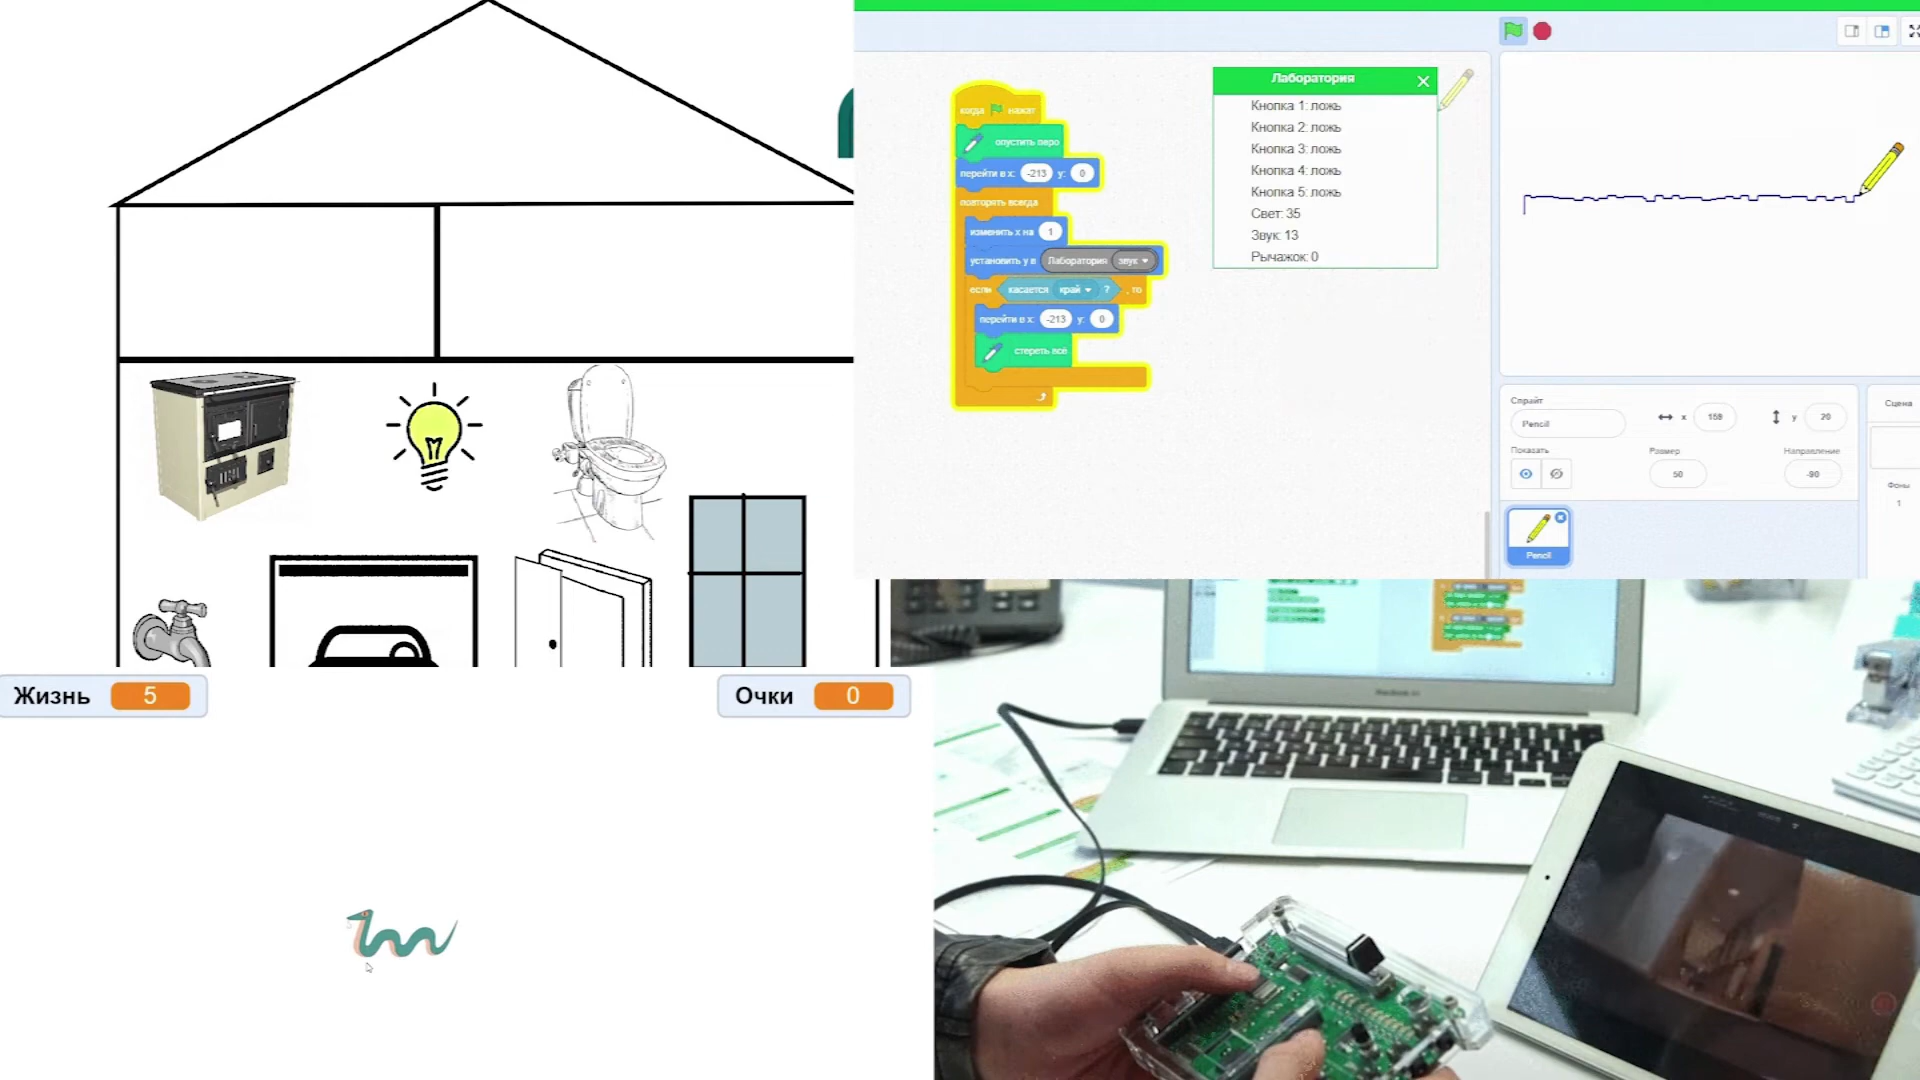 Жизнь 5
Очки 0
когда нажат
опустить перо
перейти в x: -213 y: 0
повторять всегда
изменить x на 1
установить y в Лаборатория звук
если касается край ? , то
перейти в x: -213 y: 0
стереть всё
Лаборатория
Кнопка 1: ложь
Кнопка 2: ложь
Кнопка 3: ложь
Кнопка 4: ложь
Кнопка 5: ложь
Свет: 35
Звук: 13
Рычажок: 0
Спрайт
Pencil
x 159
y 20
Показать
Размер
50
Направление
-90
Pencil
Сцена
Фоны
1